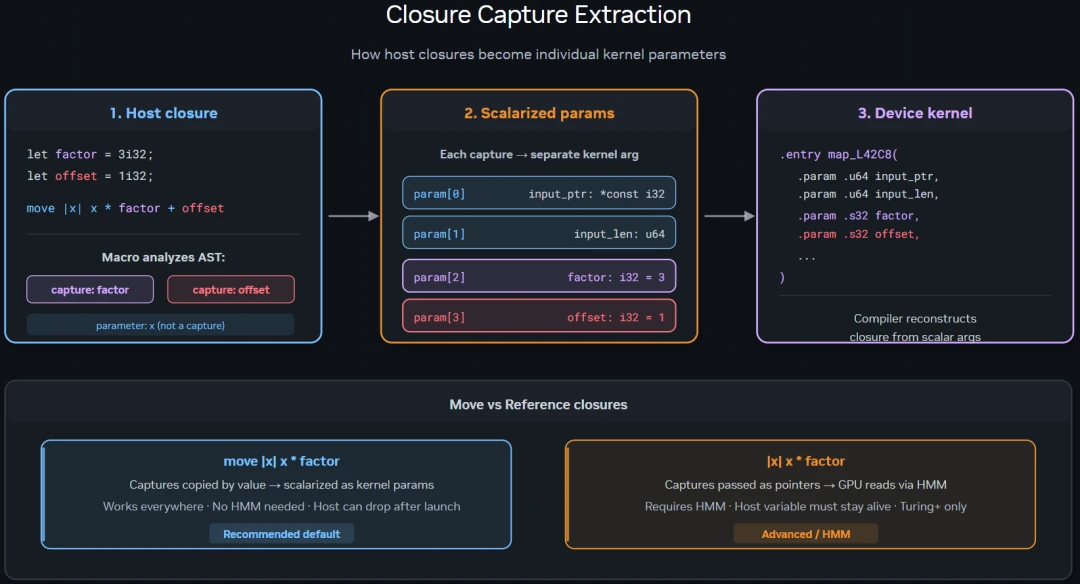 Closure Capture Extraction
How host closures become individual kernel parameters
1. Host closure
let factor = 3i32;
let offset = 1i32;
move |x| x * factor + offset
Macro analyzes AST:
capture: factor
capture: offset
parameter: x (not a capture)
2. Scalarized params
Each capture → separate kernel arg
param[0] input_ptr: *const i32
param[1] input_len: u64
param[2] factor: i32 = 3
param[3] offset: i32 = 1
3. Device kernel
.entry map_L42C8(
.param .u64 input_ptr,
.param .u64 input_len,
.param .s32 factor,
.param .s32 offset,
...
)
Compiler reconstructs
closure from scalar args
Move vs Reference closures
move |x| x * factor
Captures copied by value → scalarized as kernel params
Works everywhere · No HMM needed · Host can drop after launch
Recommended default
|x| x * factor
Captures passed as pointers → GPU reads via HMM
Requires HMM · Host variable must stay alive · Turing+ only
Advanced / HMM